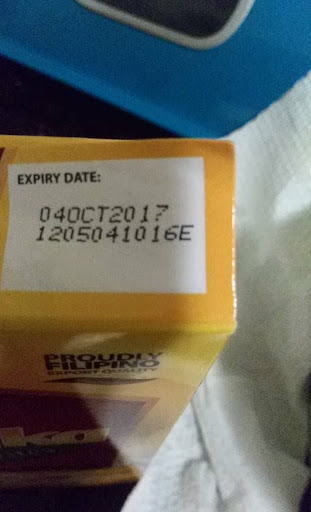 EXPIRY DATE:
04OCT2017
1205041016E
PROUDLY
FILIPINO
EXPORT QUALITY